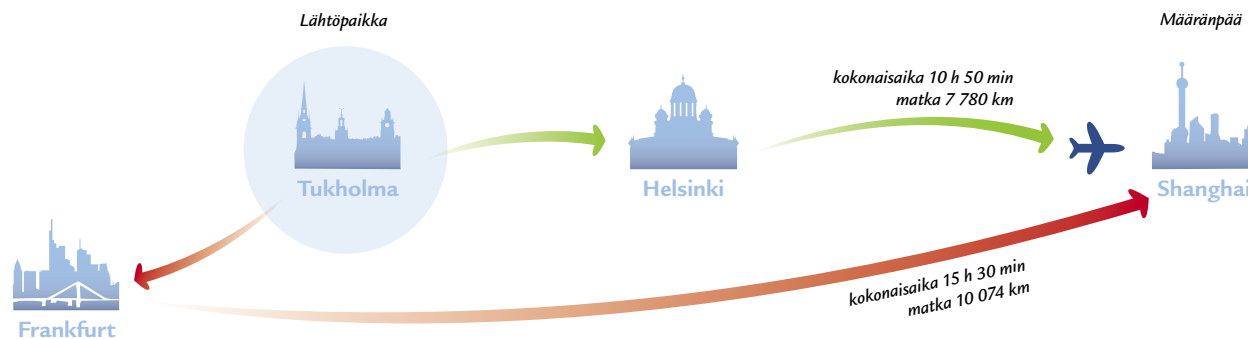 Lähtöpaikka
Määränpää
kokonaisaika 10 h 50 min
matka 7 780 km
Tukholma
Helsinki
Shanghai
kokonaisaika 15 h 30 min
matka 10 074 km
Frankfurt